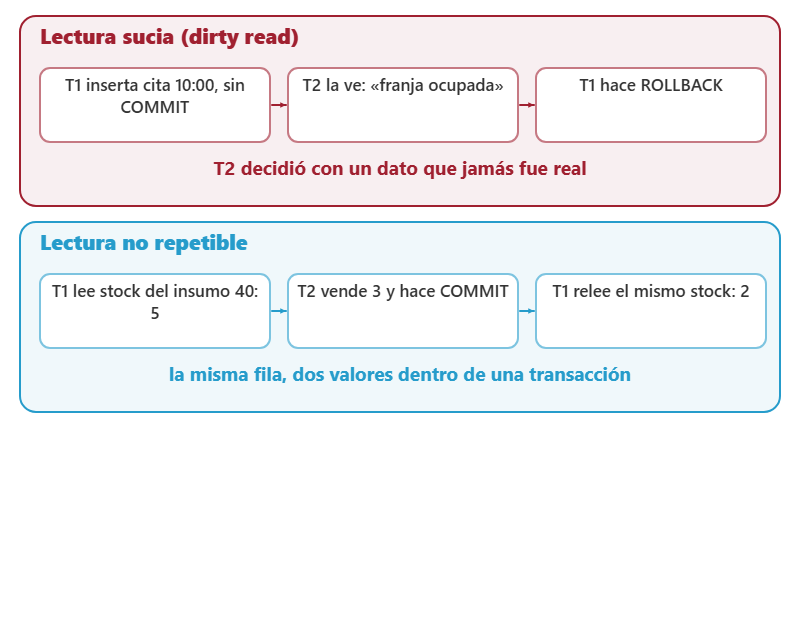 Lectura sucia (dirty read)
T1 inserta cita 10:00, sin
COMMIT
T2 la ve: «franja ocupada»
T1 hace ROLLBACK
T2 decidió con un dato que jamás fue real
Lectura no repetible
T1 lee stock del insumo 40:
5
T2 vende 3 y hace COMMIT
T1 relee el mismo stock: 2
la misma fila, dos valores dentro de una transacción